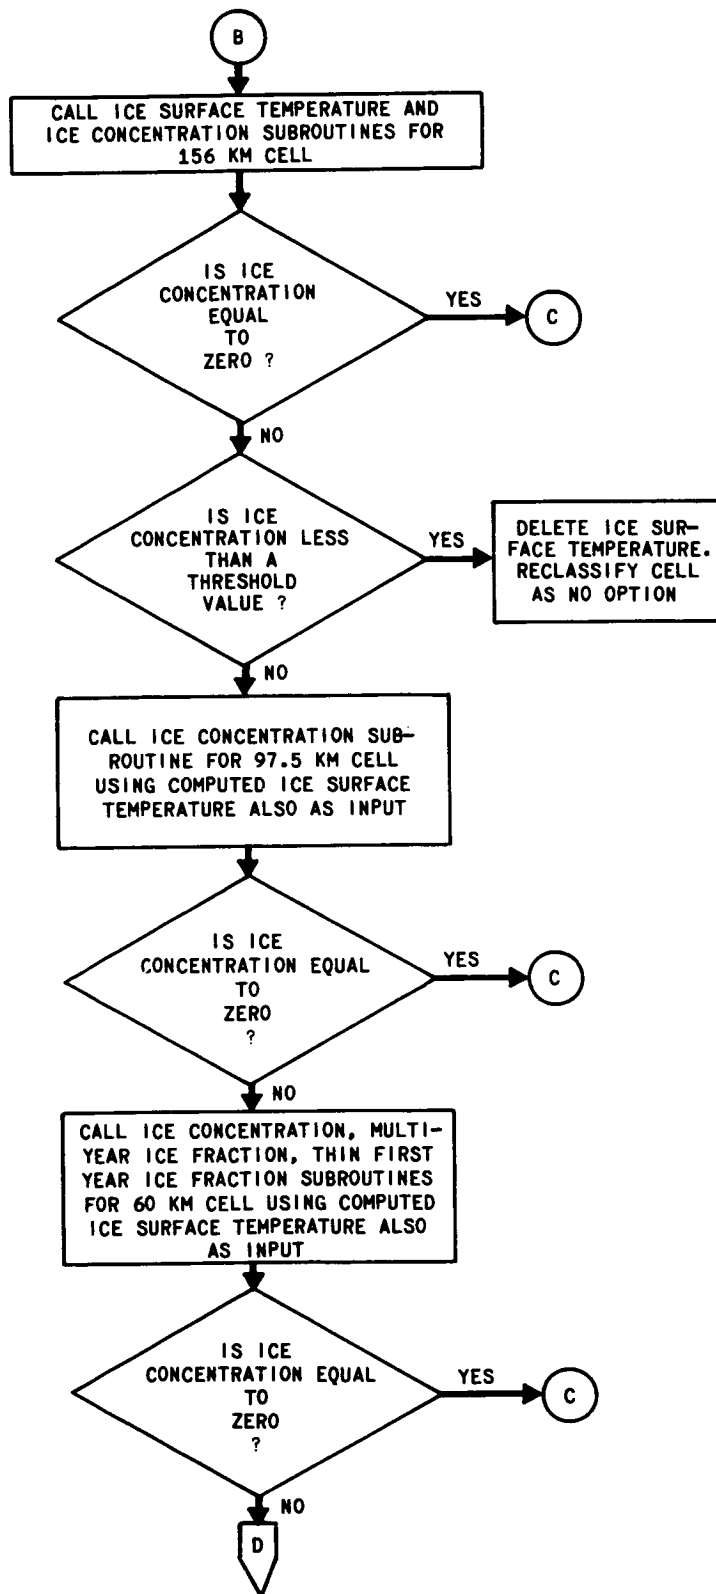 B
CALL ICE SURFACE TEMPERATURE AND
ICE CONCENTRATION SUBROUTINES FOR
156 KM CELL
IS ICE
CONCENTRATION
EQUAL
TO
ZERO ?
YES
C
NO
IS ICE
CONCENTRATION LESS
THAN A
THRESHOLD
VALUE ?
YES
DELETE ICE SUR-
FACE TEMPERATURE.
RECLASSIFY CELL
AS NO OPTION
NO
CALL ICE CONCENTRATION SUB-
ROUTINE FOR 97.5 KM CELL
USING COMPUTED ICE SURFACE
TEMPERATURE ALSO AS INPUT
IS ICE
CONCENTRATION EQUAL
TO
ZERO
?
YES
C
NO
CALL ICE CONCENTRATION, MULTI-
YEAR ICE FRACTION, THIN FIRST
YEAR ICE FRACTION SUBROUTINES
FOR 60 KM CELL USING COMPUTED
ICE SURFACE TEMPERATURE ALSO
AS INPUT
IS ICE
CONCENTRATION EQUAL
TO
ZERO
?
YES
C
NO
D